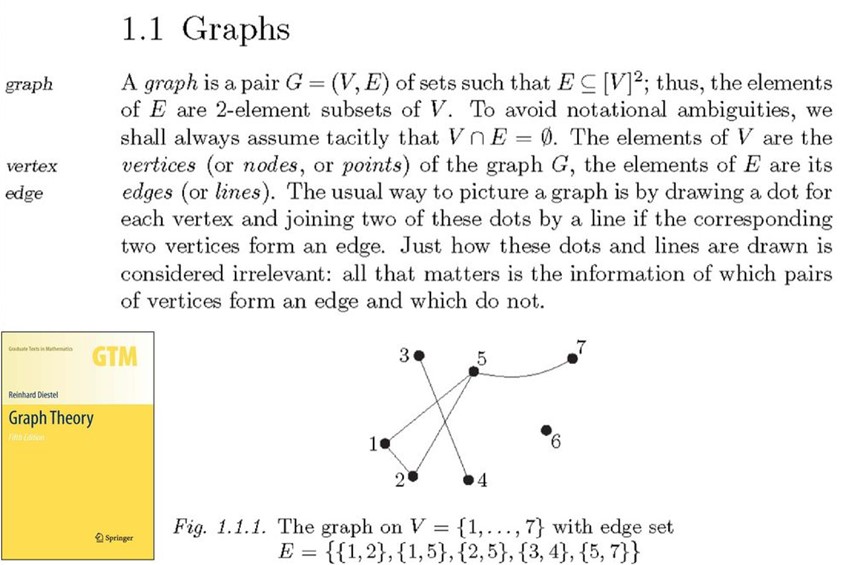 1.1 Graphs
graph
A graph is a pair G = (V, E) of sets such that E ⊆ [V]²; thus, the elements
of E are 2-element subsets of V. To avoid notational ambiguities, we
shall always assume tacitly that V ∩ E = ∅. The elements of V are the
vertex
vertices (or nodes, or points) of the graph G, the elements of E are its
edge
edges (or lines). The usual way to picture a graph is by drawing a dot for
each vertex and joining two of these dots by a line if the corresponding
two vertices form an edge. Just how these dots and lines are drawn is
considered irrelevant: all that matters is the information of which pairs
of vertices form an edge and which do not.
Graduate Texts in Mathematics
GTM
Reinhard Diestel
Graph Theory
Fifth Edition
Springer
3
5
7
1
6
2
4
Fig. 1.1.1. The graph on V = {1, . . . , 7} with edge set
E = {{1, 2}, {1, 5}, {2, 5}, {3, 4}, {5, 7}}